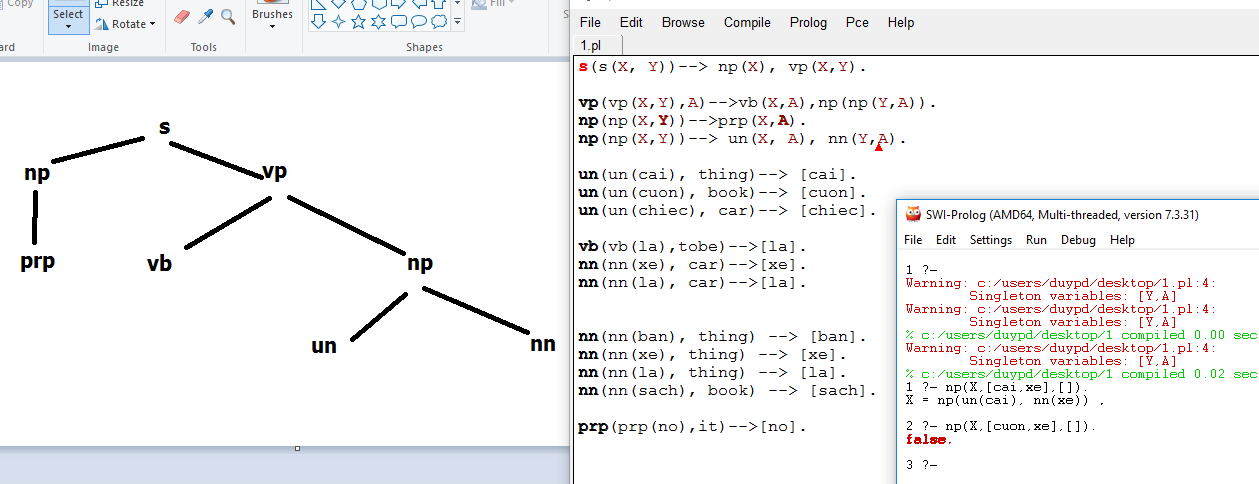 Copy
Select
Rotate
Image
Tools
Brushes
Shapes
Fill
s
np
vp
prp
vb
np
un
nn
File Edit Browse Compile Prolog Pce Help
1.pl
s(s(X, Y))--> np(X), vp(X,Y).
vp(vp(X,Y),A)-->vb(X,A),np(np(Y,A)).
np(np(X,Y))-->prp(X,A).
np(np(X,Y))--> un(X, A), nn(Y,A).
un(un(cai), thing)--> [cai].
un(un(cuon), book)--> [cuon].
un(un(chiec), car)--> [chiec].
vb(vb(la),tobe)-->[la].
nn(nn(xe), car)-->[xe].
nn(nn(la), car)-->[la].
nn(nn(ban), thing) --> [ban].
nn(nn(xe), thing) --> [xe].
nn(nn(la), thing) --> [la].
nn(nn(sach), book) --> [sach].
prp(prp(no),it)-->[no].
SWI-Prolog (AMD64, Multi-threaded, version 7.3.31)
File Edit Settings Run Debug Help
1 ?-
Warning: c:/users/duypd/desktop/1.pl:4:
Singleton variables: [Y,A]
Warning: c:/users/duypd/desktop/1.pl:4:
Singleton variables: [Y,A]
% c:/users/duypd/desktop/1 compiled 0.00 sec
Warning: c:/users/duypd/desktop/1.pl:4:
Singleton variables: [Y,A]
% c:/users/duypd/desktop/1 compiled 0.02 sec
1 ?- np(X,[cai,xe],[]).
X = np(un(cai), nn(xe)) .
2 ?- np(X,[cuon,xe],[]).
false.
3 ?-